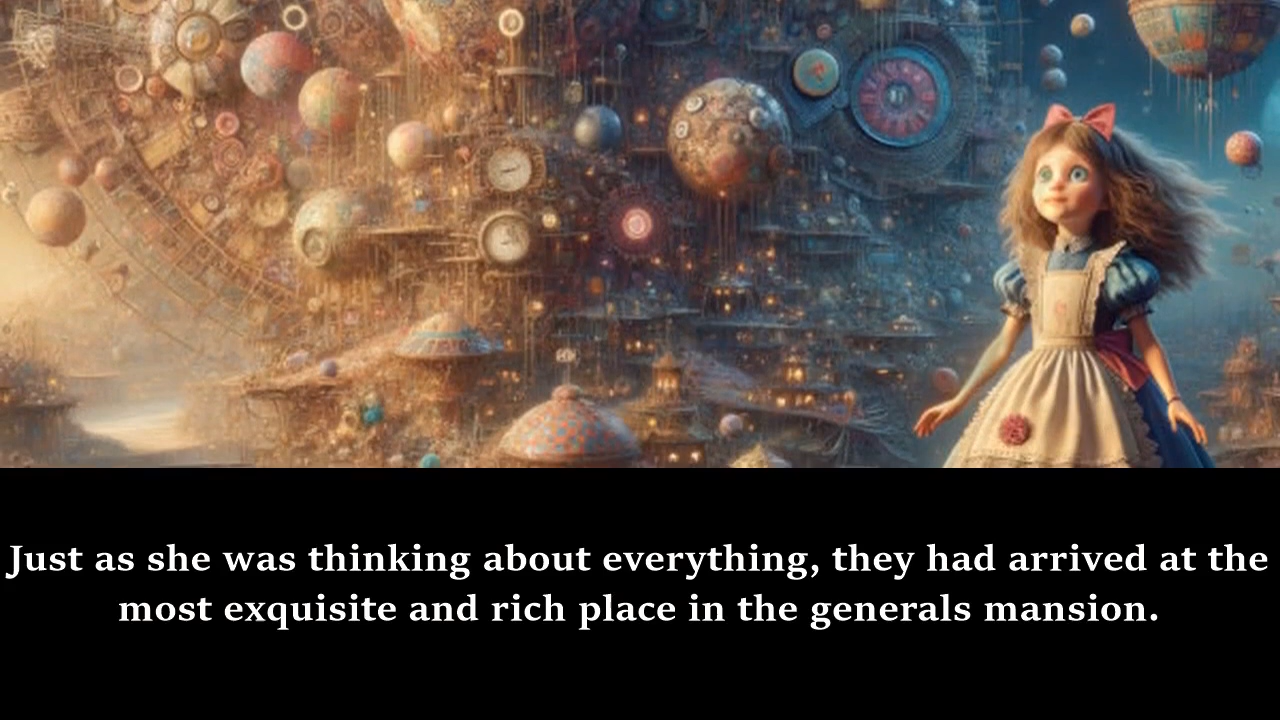 Just as she was thinking about everything, they had arrived at the
most exquisite and rich place in the generals mansion.